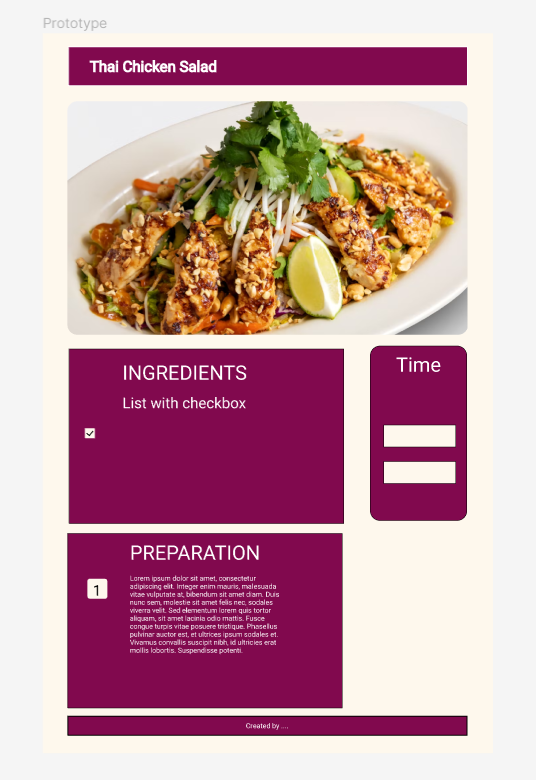 Prototype
Thai Chicken Salad
INGREDIENTS
List with checkbox
Time
PREPARATION
1
Lorem ipsum dolor sit amet, consectetur
adipiscing elit. Integer enim mauris, malesuada
vitae vulputate at, bibendum sit amet diam. Duis
nunc sem, molestie sit amet felis nec, sodales
viverra velit. Sed elementum lorem quis tortor
aliquam, sit amet lacinia odio mattis. Fusce
congue turpis vitae posuere tristique. Phasellus
pulvinar auctor est, et ultrices ipsum sodales et.
Vivamus convallis suscipit nibh, id ultricies erat
mollis lobortis. Suspendisse potenti.
Created by ....